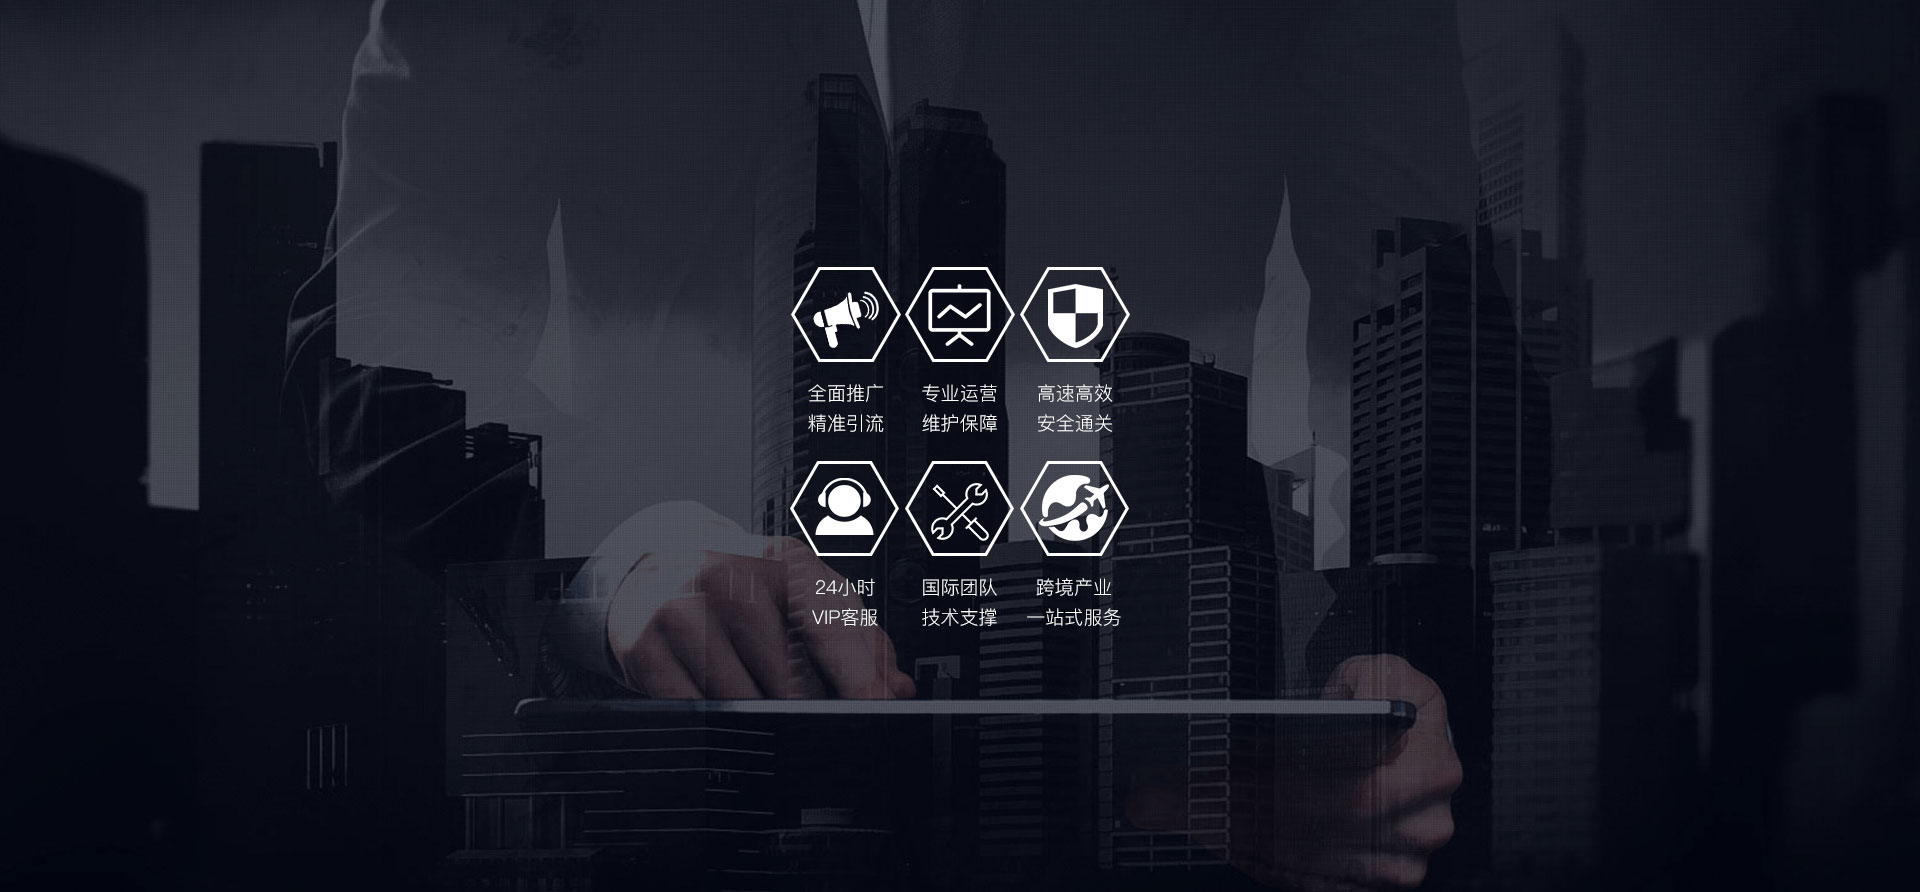 全面推广
精准引流
专业运营
维护保障
高速高效
安全通关
24小时
VIP客服
国际团队
技术支撑
跨境产业
一站式服务